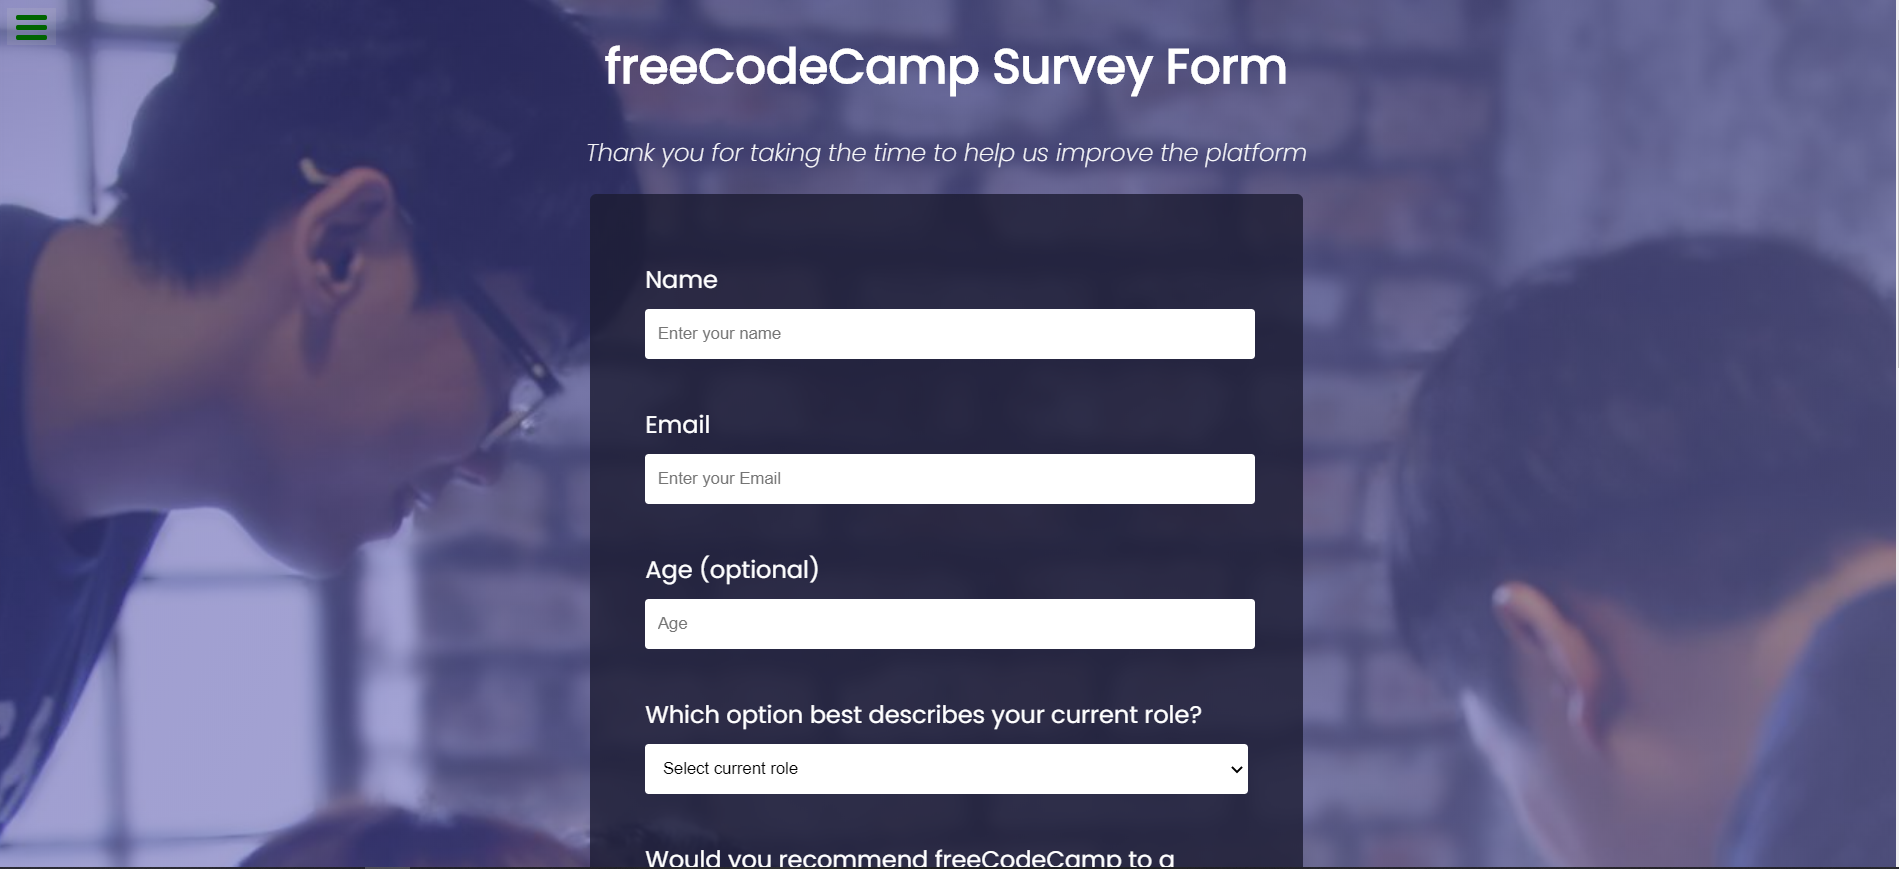 freeCodeCamp Survey Form
Thank you for taking the time to help us improve the platform
Name
Enter your name
Email
Enter your Email
Age (optional)
Age
Which option best describes your current role?
Select current role
Would you recommend freeCodeCamp to a